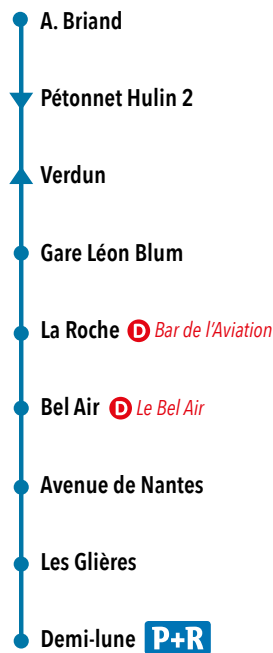 A. Briand
Pétonnet Hulin 2
Verdun
Gare Léon Blum
La Roche D Bar de l'Aviation
Bel Air D Le Bel Air
Avenue de Nantes
Les Glières
Demi-lune P+R